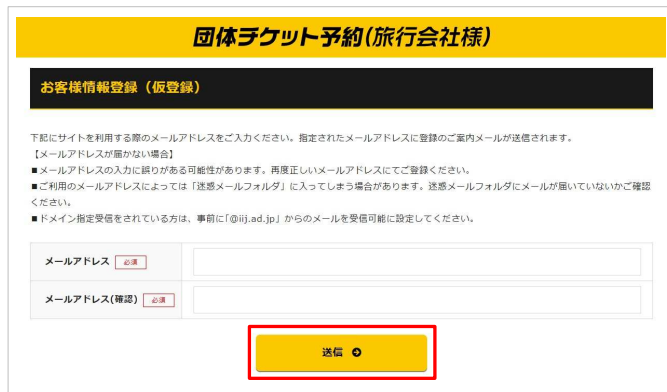 団体チケット予約(旅行会社様)
お客様情報登録（仮登録）
下記にサイトを利用する際のメールアドレスをご入力ください。指定されたメールアドレスに登録のご案内メールが送信されます。
【メールアドレスが届かない場合】
■メールアドレスの入力に誤りがある可能性があります。再度正しいメールアドレスにてご登録ください。
■ご利用のメールアドレスによっては「迷惑メールフォルダ」に入ってしまう場合があります。迷惑メールフォルダにメールが届いていないかご確認
ください。
■ドメイン指定受信をされている方は、事前に「@iij.ad.jp」からのメールを受信可能に設定してください。
メールアドレス 必須
メールアドレス(確認) 必須
送信